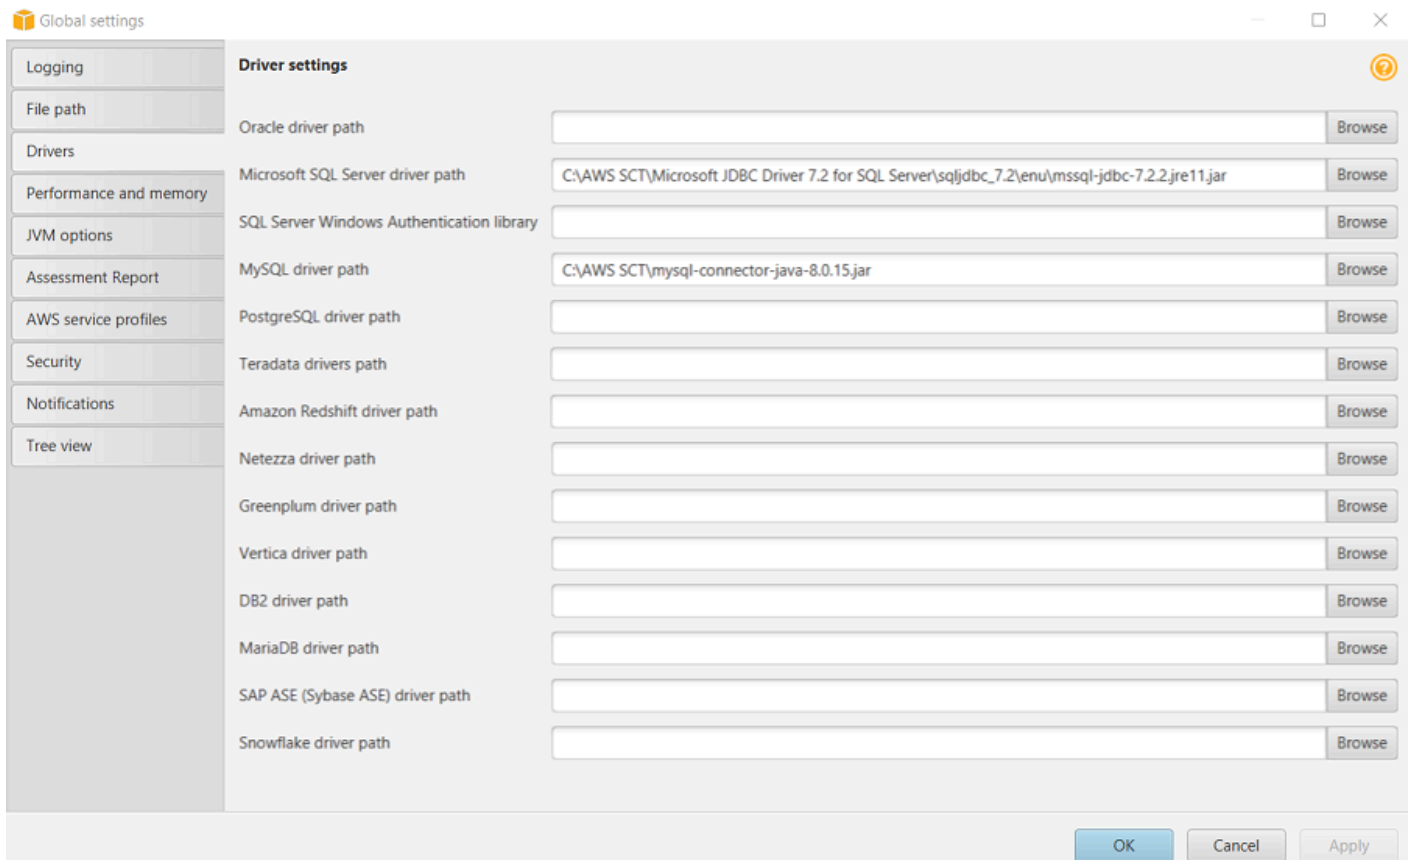 Global settings
Logging
File path
Drivers
Performance and memory
JVM options
Assessment Report
AWS service profiles
Security
Notifications
Tree view
Driver settings
?
Oracle driver path Browse
Microsoft SQL Server driver path C:\AWS SCT\Microsoft JDBC Driver 7.2 for SQL Server\sqljdbc_7.2\enu\mssql-jdbc-7.2.2.jre11.jar Browse
SQL Server Windows Authentication library Browse
MySQL driver path C:\AWS SCT\mysql-connector-java-8.0.15.jar Browse
PostgreSQL driver path Browse
Teradata drivers path Browse
Amazon Redshift driver path Browse
Netezza driver path Browse
Greenplum driver path Browse
Vertica driver path Browse
DB2 driver path Browse
MariaDB driver path Browse
SAP ASE (Sybase ASE) driver path Browse
Snowflake driver path Browse
OK Cancel Apply